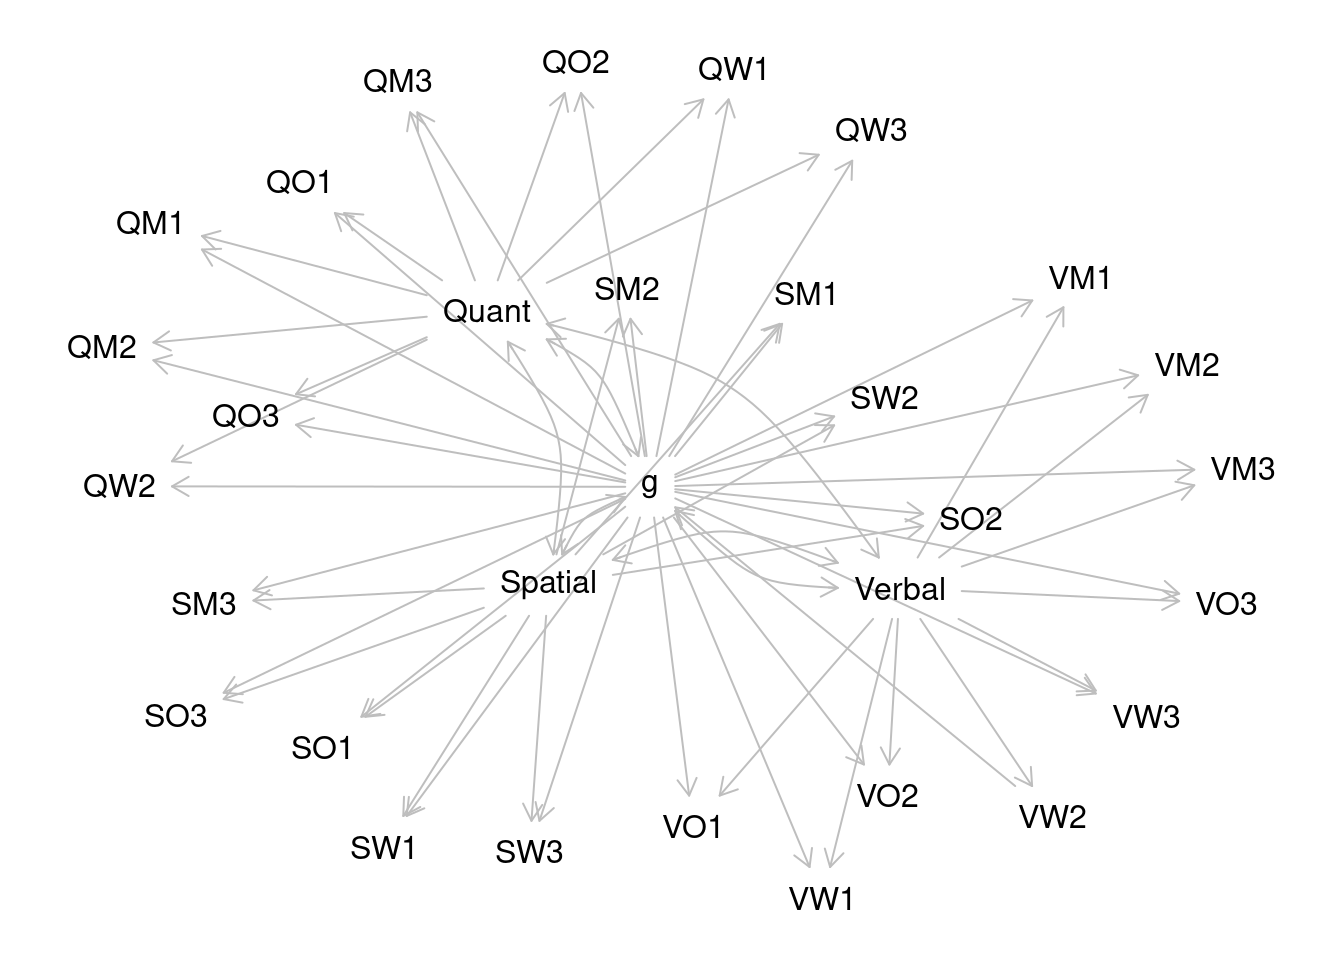 QO2
QW1
QM3
QW3
QO1
QM1
VM1
SM2
SM1
Quant
QM2
VM2
SW2
QO3
VM3
QW2
g
SO2
Spatial
Verbal
SM3
VO3
SO3
VW3
SO1
VO2
VW2
VO1
SW1
SW3
VW1